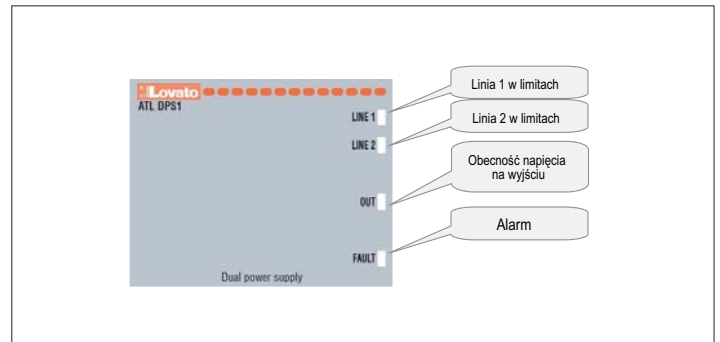 Lovato
ATL DPS1
LINE 1
LINE 2
OUT
FAULT
Dual power supply
Linia 1 w limitach
Linia 2 w limitach
Obecność napięcia
na wyjściu
Alarm